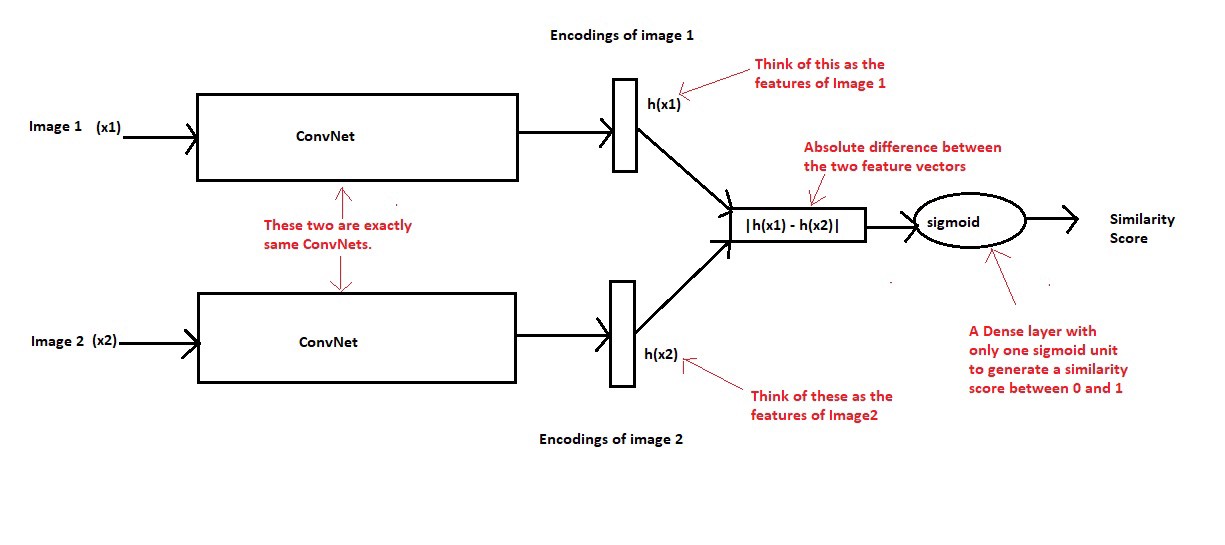 Encodings of image 1
Think of this as the
features of Image 1
h(x1)
Image 1 (x1)
ConvNet
Absolute difference between
the two feature vectors
These two are exactly
same ConvNets.
|h(x1) - h(x2)|
sigmoid
Similarity
Score
Image 2 (x2)
ConvNet
h(x2)
A Dense layer with
only one sigmoid unit
to generate a similarity
score between 0 and 1
Think of these as the
features of Image2
Encodings of image 2